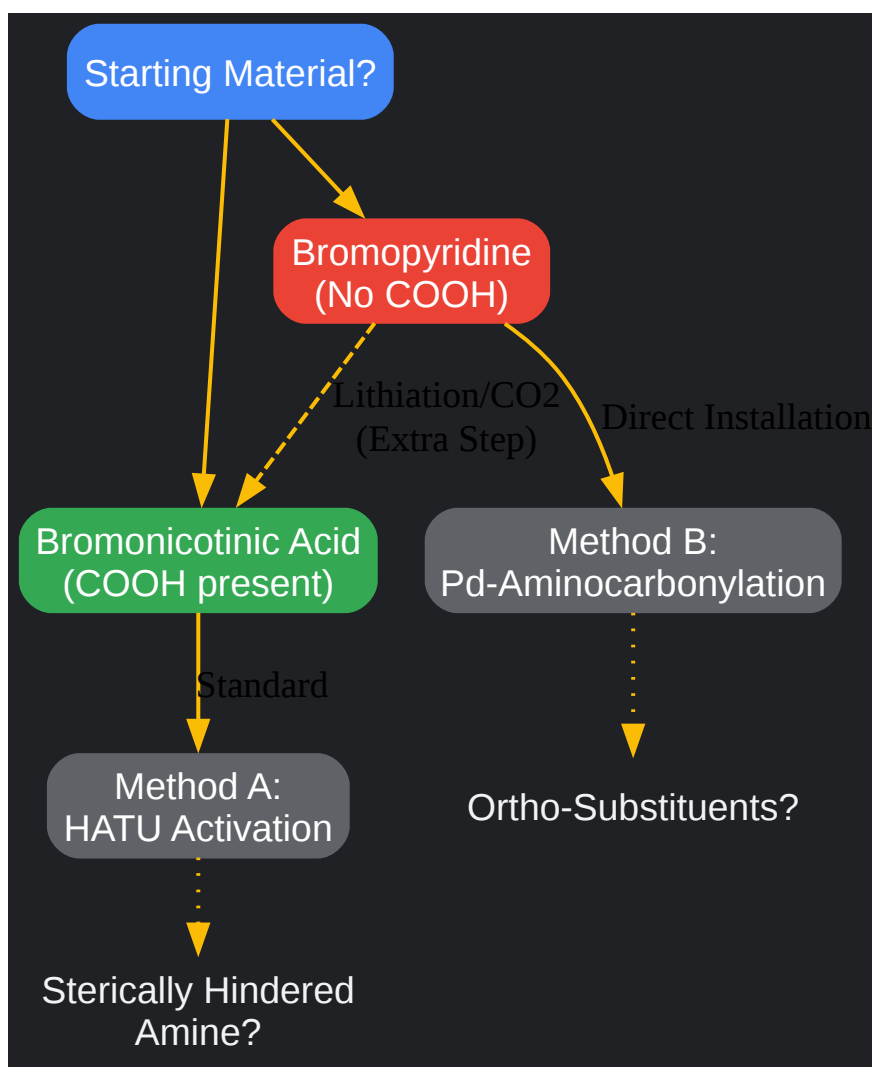 Starting Material?
Bromopyridine
(No COOH)
Lithiation/CO2
(Extra Step)
Direct Installation
Bromonicotinic Acid
(COOH present)
Method B:
Pd-Aminocarbonylation
Standard
Method A:
HATU Activation
Ortho-Substituents?
Sterically Hindered
Amine?